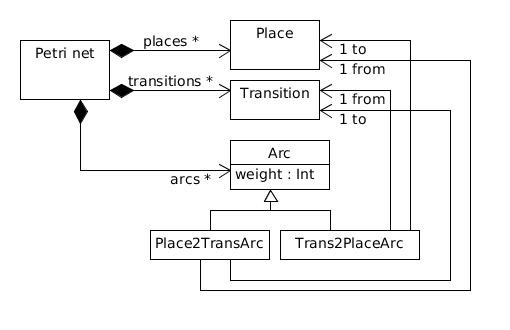 Petri net
places *
Place
1 to
1 from
transitions *
Transition
1 from
1 to
Arc
weight : Int
arcs *
Place2TransArc
Trans2PlaceArc